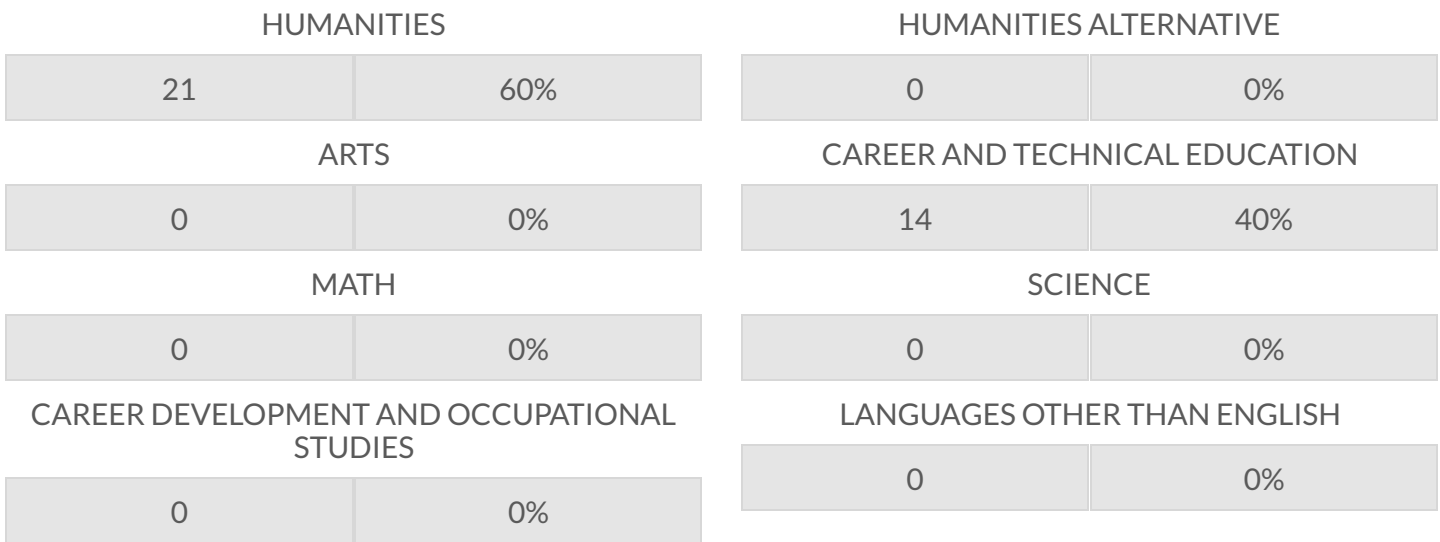 HUMANITIES
21 60%
HUMANITIES ALTERNATIVE
0 0%
ARTS
0 0%
CAREER AND TECHNICAL EDUCATION
14 40%
MATH
0 0%
SCIENCE
0 0%
CAREER DEVELOPMENT AND OCCUPATIONAL
STUDIES
0 0%
LANGUAGES OTHER THAN ENGLISH
0 0%